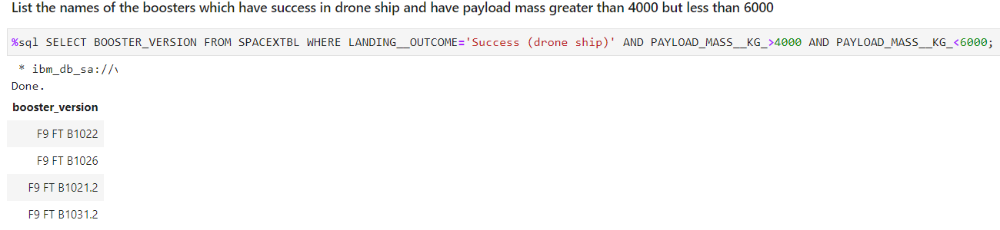 List the names of the boosters which have success in drone ship and have payload mass greater than 4000 but less than 6000
%sql SELECT BOOSTER_VERSION FROM SPACEXTBL WHERE LANDING__OUTCOME='Success (drone ship)' AND PAYLOAD_MASS__KG_>4000 AND PAYLOAD_MASS__KG_<6000;
* ibm_db_sa://
Done.
booster_version
F9 FT B1022
F9 FT B1026
F9 FT B1021.2
F9 FT B1031.2